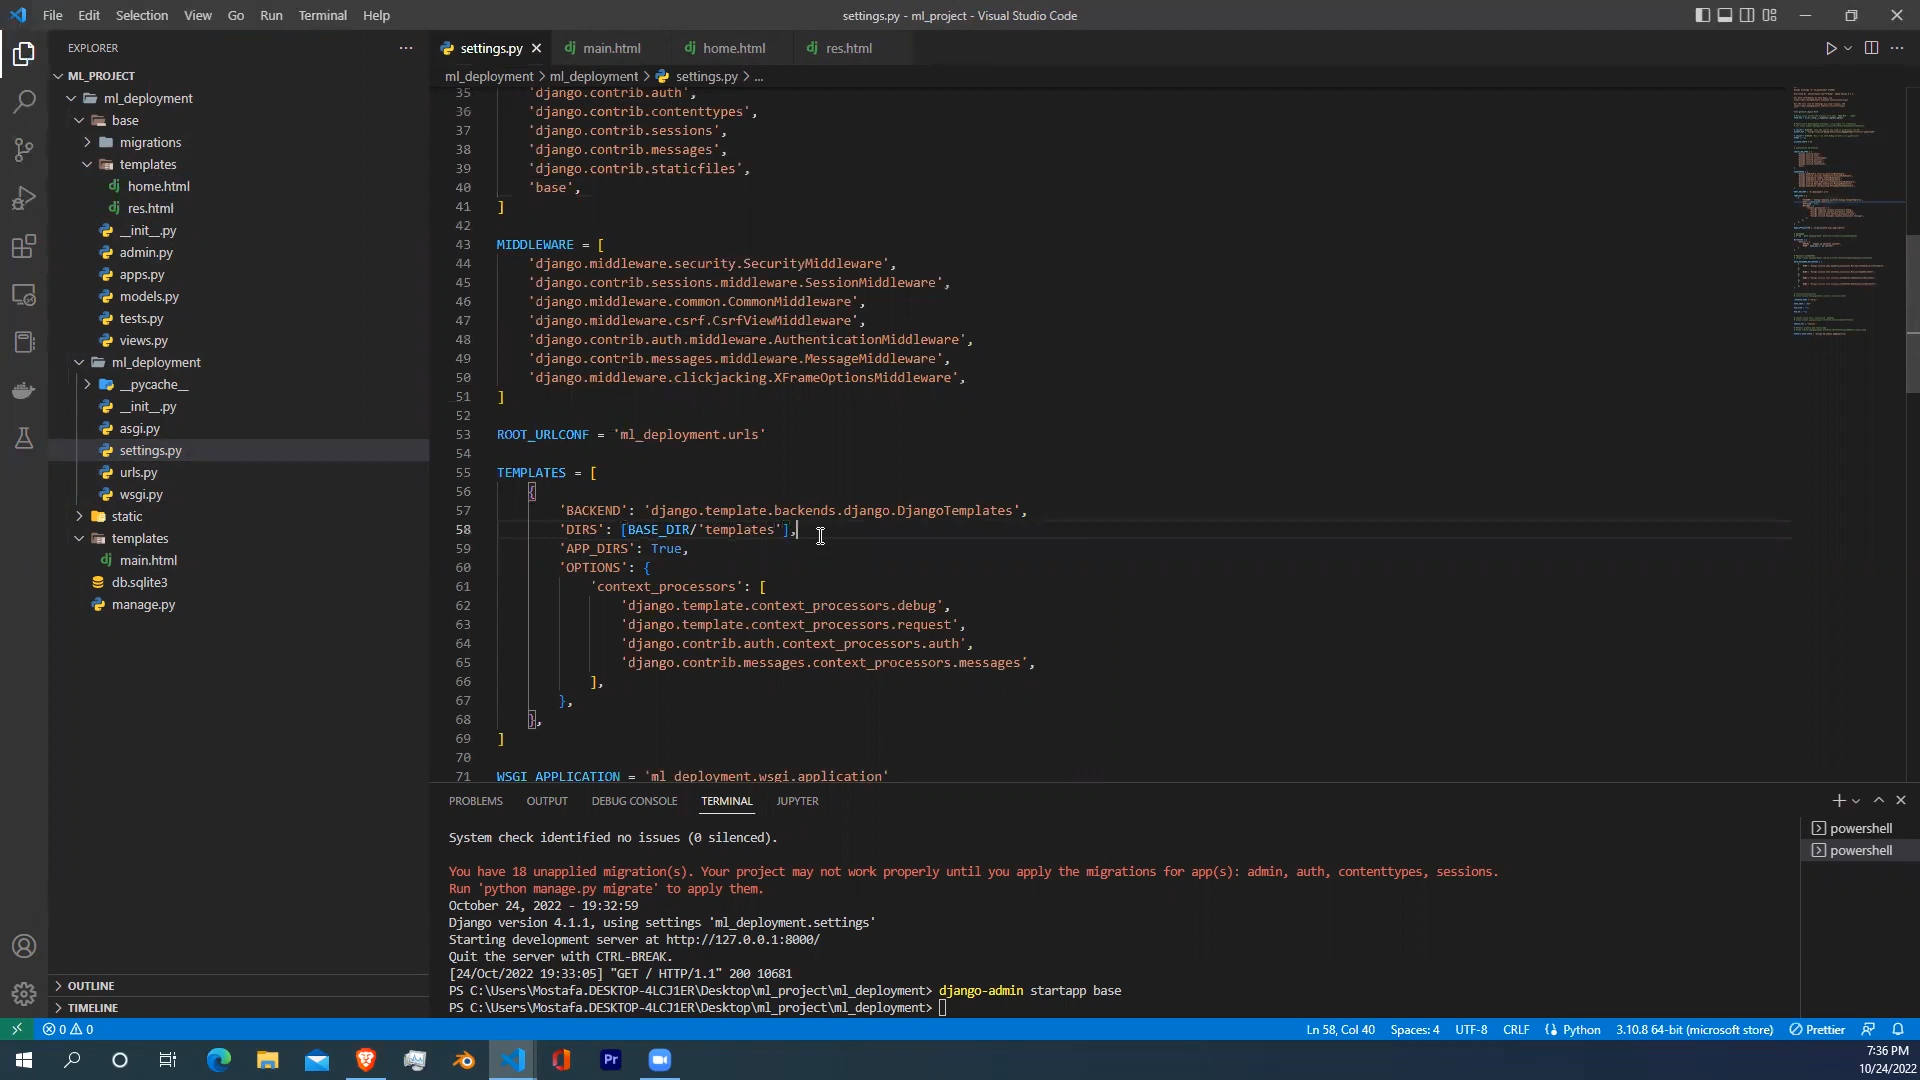 File Edit Selection View Go Run Terminal Help
settings.py - ml_project - Visual Studio Code
EXPLORER
ML_PROJECT
ml_deployment
base
migrations
templates
home.html
res.html
__init__.py
admin.py
apps.py
models.py
tests.py
views.py
ml_deployment
__pycache__
__init__.py
asgi.py
settings.py
urls.py
wsgi.py
static
templates
main.html
db.sqlite3
manage.py
OUTLINE
TIMELINE
settings.py main.html home.html res.html
ml_deployment > ml_deployment > settings.py > ...
35 'django.contrib.auth',
36 'django.contrib.contenttypes',
37 'django.contrib.sessions',
38 'django.contrib.messages',
39 'django.contrib.staticfiles',
40 'base',
41 ]
42
43 MIDDLEWARE = [
44 'django.middleware.security.SecurityMiddleware',
45 'django.contrib.sessions.middleware.SessionMiddleware',
46 'django.middleware.common.CommonMiddleware',
47 'django.middleware.csrf.CsrfViewMiddleware',
48 'django.contrib.auth.middleware.AuthenticationMiddleware',
49 'django.contrib.messages.middleware.MessageMiddleware',
50 'django.middleware.clickjacking.XFrameOptionsMiddleware',
51 ]
52
53 ROOT_URLCONF = 'ml_deployment.urls'
54
55 TEMPLATES = [
56 {
57 'BACKEND': 'django.template.backends.django.DjangoTemplates',
58 'DIRS': [BASE_DIR/'templates'],
59 'APP_DIRS': True,
60 'OPTIONS': {
61 'context_processors': [
62 'django.template.context_processors.debug',
63 'django.template.context_processors.request',
64 'django.contrib.auth.context_processors.auth',
65 'django.contrib.messages.context_processors.messages',
66 ],
67 },
68 },
69 ]
70
71 WSGI_APPLICATION = 'ml_deployment.wsgi.application'
PROBLEMS OUTPUT DEBUG CONSOLE TERMINAL JUPYTER
powershell
powershell
System check identified no issues (0 silenced).
You have 18 unapplied migration(s). Your project may not work properly until you apply the migrations for app(s): admin, auth, contenttypes, sessions.
Run 'python manage.py migrate' to apply them.
October 24, 2022 - 19:32:59
Django version 4.1.1, using settings 'ml_deployment.settings'
Starting development server at http://127.0.0.1:8000/
Quit the server with CTRL-BREAK.
[24/Oct/2022 19:33:05] "GET / HTTP/1.1" 200 10681
PS C:\Users\Mostafa.DESKTOP-4LCJ1ER\Desktop\ml_project\ml_deployment> django-admin startapp base
PS C:\Users\Mostafa.DESKTOP-4LCJ1ER\Desktop\ml_project\ml_deployment>
0 0 Ln 58, Col 40 Spaces: 4 UTF-8 CRLF Python 3.10.8 64-bit (microsoft store) Prettier
Pr
7:36 PM
10/24/2022